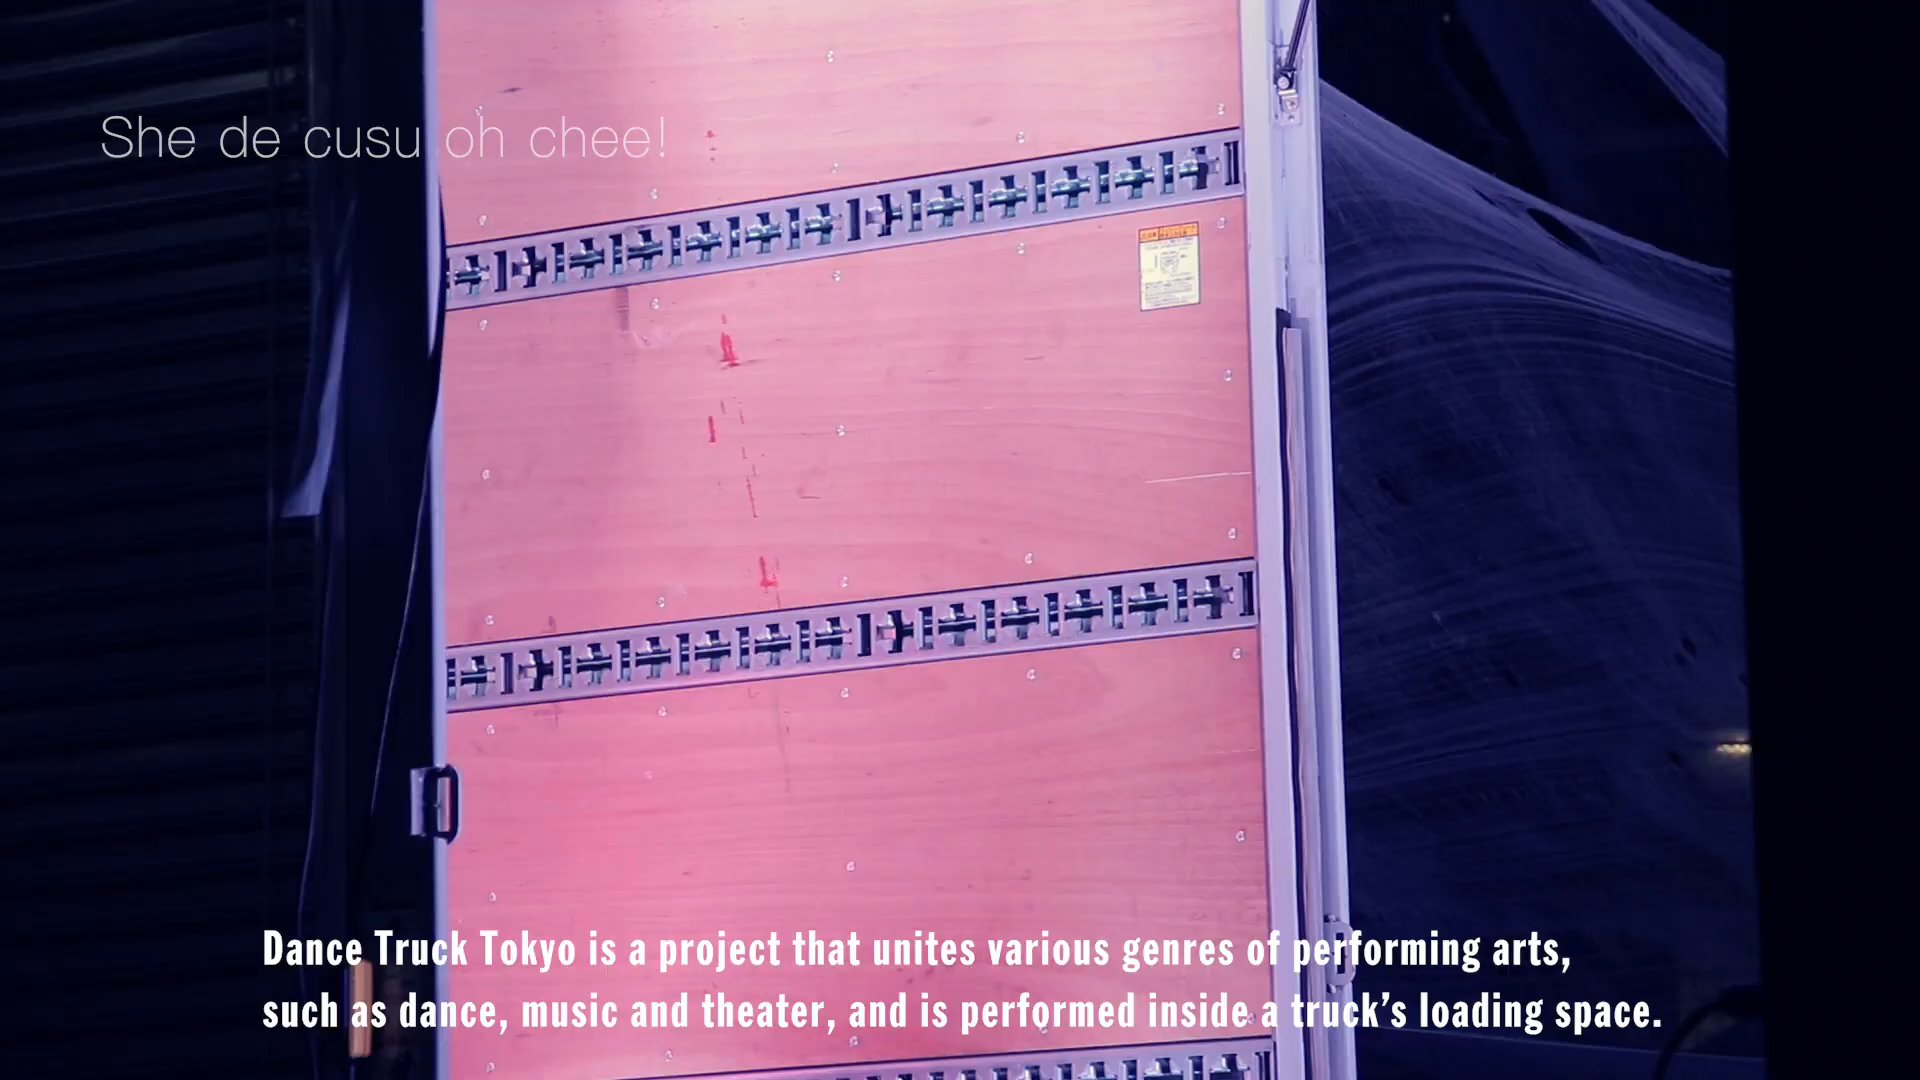 She de cusu oh chee!
Dance Truck Tokyo is a project that unites various genres of performing arts,
such as dance, music and theater, and is performed inside a truck’s loading space.